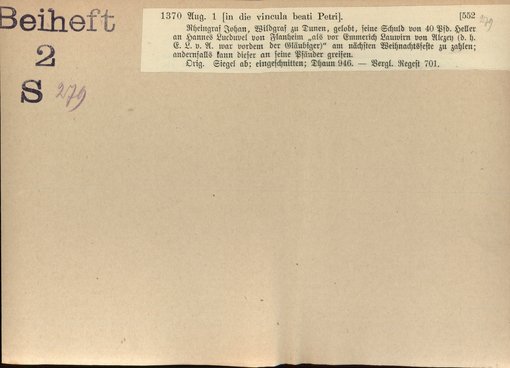 Beiheft
2
S 279
1370 Aug. 1 [in die vincula beati Petri]. [552 279
Rheingraf Johan, Wildgraf zu Dunen, gelobt, seine Schuld von 40 Pfd. Heller
an Hannes Lueduwel von Flanheim „als vor Emmerich Lauwirn von Alczey (d. h.
E. L. v. A. war vordem der Gläubiger)“ am nächsten Weihnachtsfeste zu zahlen;
andernfalls kann dieser an seine Pfänder greifen.
Orig. Siegel ab; eingeschnitten; Dhaun 946. — Vergl. Regest 701.